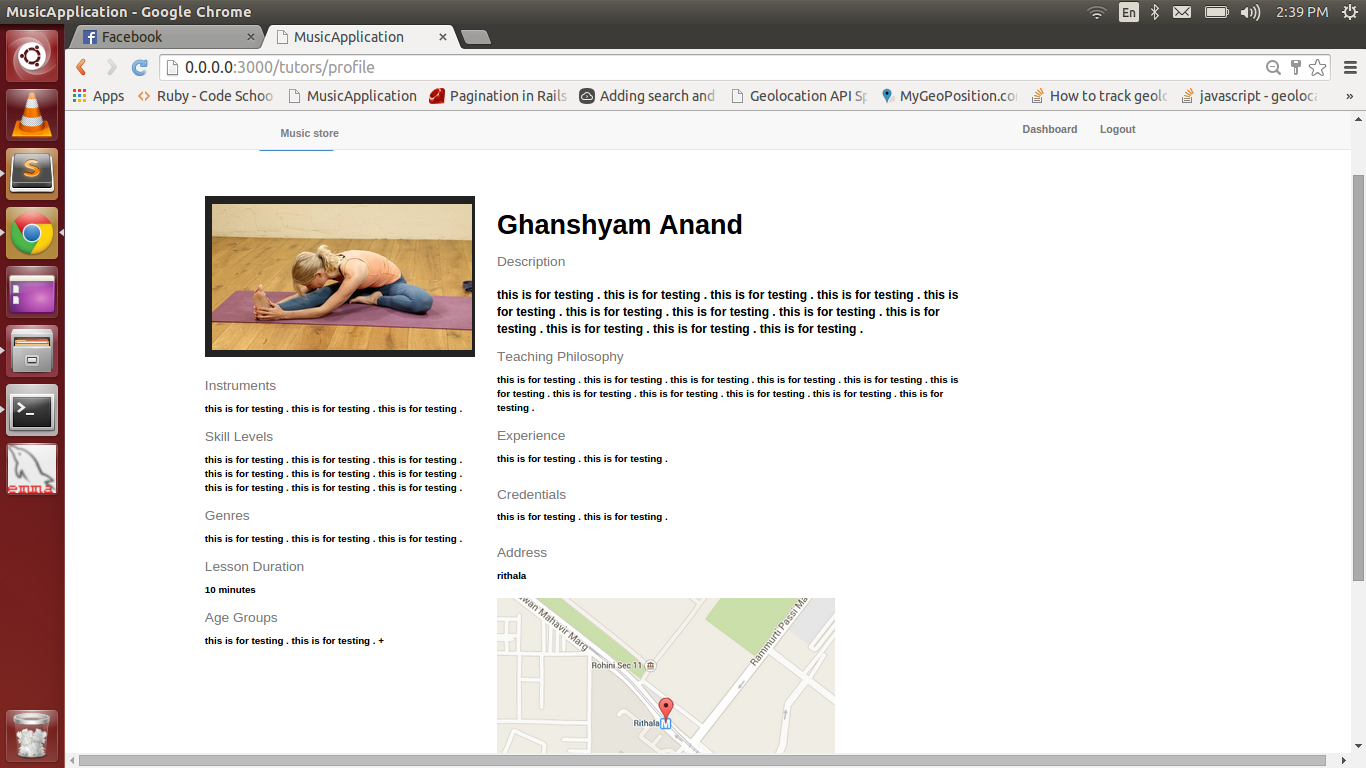 MusicApplication - Google Chrome
En
2:39 PM
Facebook
MusicApplication
0.0.0.0:3000/tutors/profile
Apps
Ruby - Code Schoo
MusicApplication
Pagination in Rails
Adding search and
Geolocation API Sp
MyGeoPosition.co
How to track geol
javascript - geoloc
»
Music store
Dashboard
Logout
Ghanshyam Anand
Description
this is for testing . this is for testing . this is for testing . this is for testing . this is
for testing . this is for testing . this is for testing . this is for testing . this is for
testing . this is for testing . this is for testing . this is for testing .
Teaching Philosophy
this is for testing . this is for testing . this is for testing . this is for testing . this is for testing . this is
for testing . this is for testing . this is for testing . this is for testing . this is for testing . this is for
testing .
Experience
this is for testing . this is for testing .
Credentials
this is for testing . this is for testing .
Address
rithala
Instruments
this is for testing . this is for testing . this is for testing .
Skill Levels
this is for testing . this is for testing . this is for testing .
this is for testing . this is for testing . this is for testing .
this is for testing . this is for testing . this is for testing .
Genres
this is for testing . this is for testing . this is for testing .
Lesson Duration
10 minutes
Age Groups
this is for testing . this is for testing . +
wan Mahavir Marg
Rammurti Passi Ma
Rohini Sec 11
Rithala
M
emma